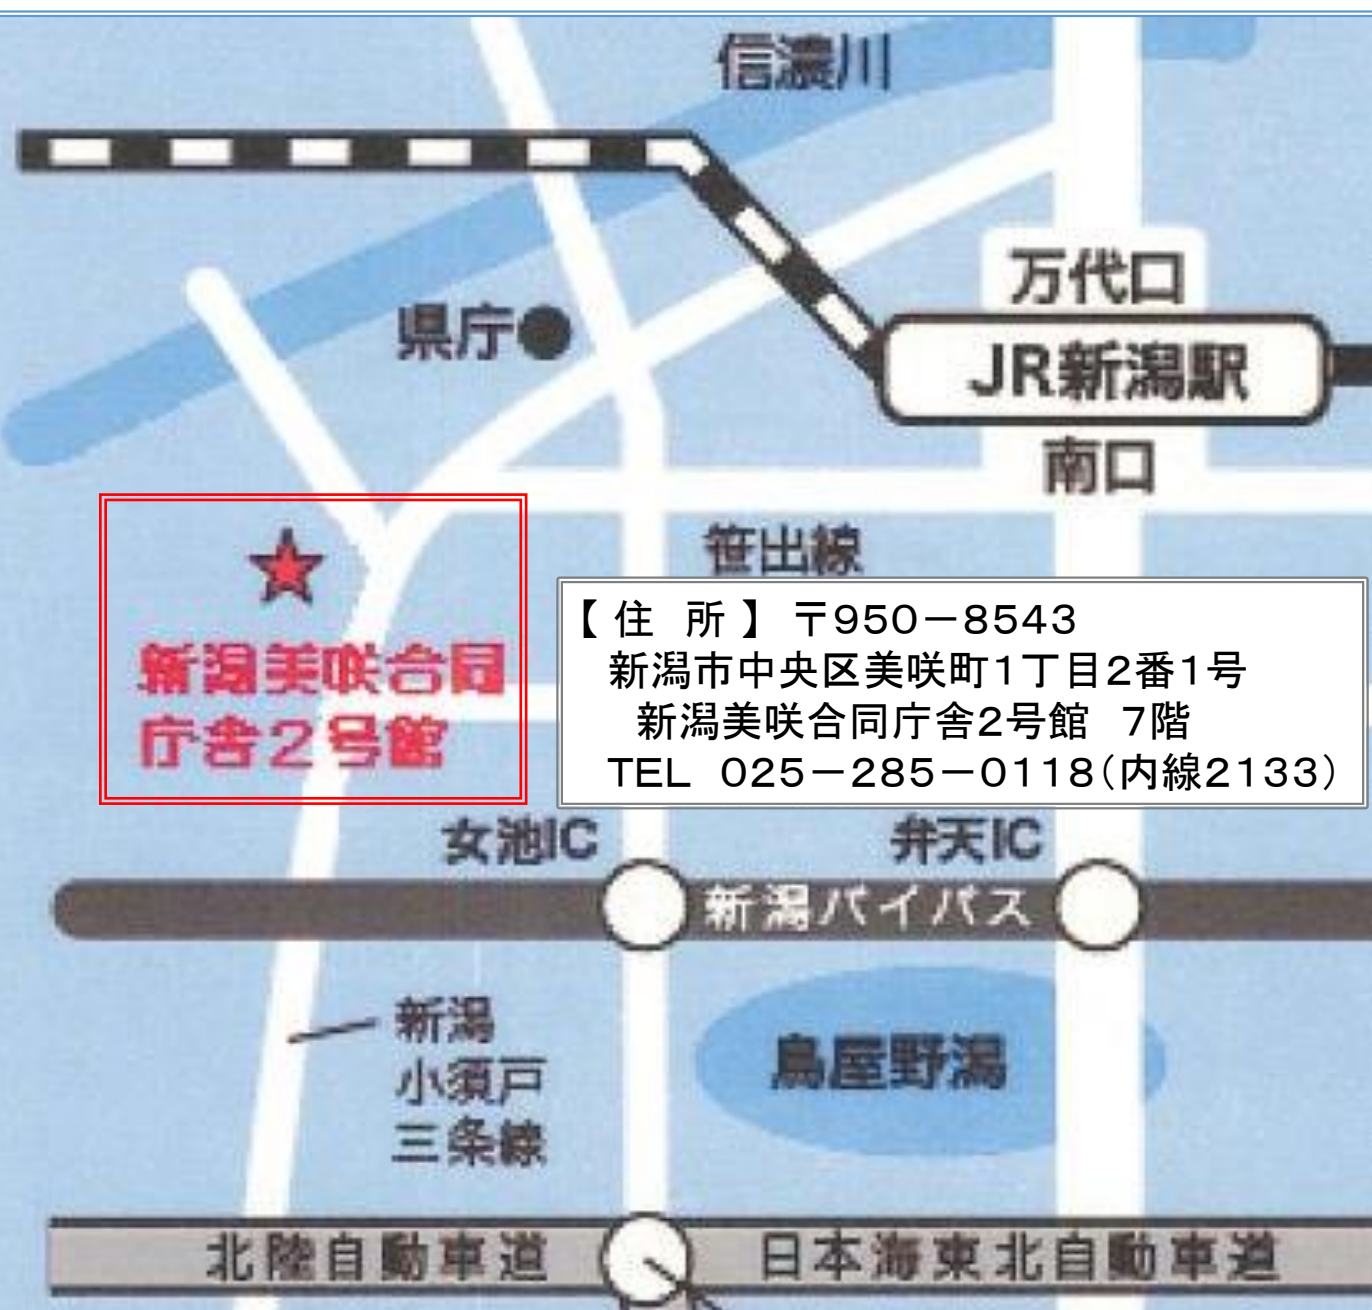 信濃川
万代口
県庁
JR新潟駅
南口
笹出線
新潟美咲合同
庁舎2号館
【 住　所 】 〒950－8543
新潟市中央区美咲町1丁目2番1号
新潟美咲合同庁舎2号館　7階
TEL　025－285－0118（内線2133）
女池IC
弁天IC
新潟バイパス
新潟
小須戸
三条線
鳥屋野潟
北陸自動車道
日本海東北自動車道